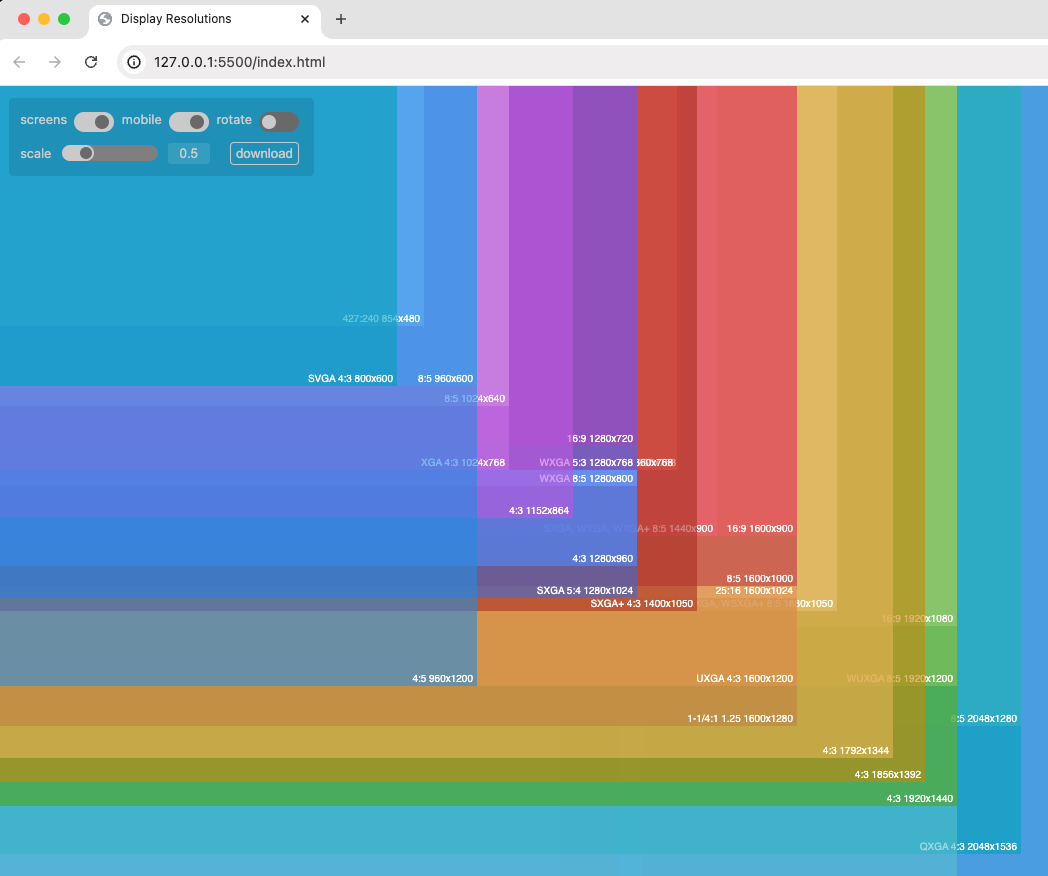 Display Resolutions
127.0.0.1:5500/index.html
screens mobile rotate
scale 0.5 download
427:240 854x480
SVGA 4:3 800x600 8:5 960x600
8:5 1024x640
16:9 1280x720
XGA 4:3 1024x768 WXGA 5:3 1280x768
WXGA 8:5 1280x800
4:3 1152x864
WSXGA+ 8:5 1440x900 16:9 1600x900
4:3 1280x960
8:5 1600x1000
SXGA 5:4 1280x1024 25:16 1600x1024
SXGA+ 4:3 1400x1050 WSXGA+ 8:5 1680x1050
16:9 1920x1080
4:5 960x1200 UXGA 4:3 1600x1200 WUXGA 8:5 1920x1200
1-1/4:1 1.25 1600x1280 8:5 2048x1280
4:3 1792x1344
4:3 1856x1392
4:3 1920x1440
QXGA 4:3 2048x1536